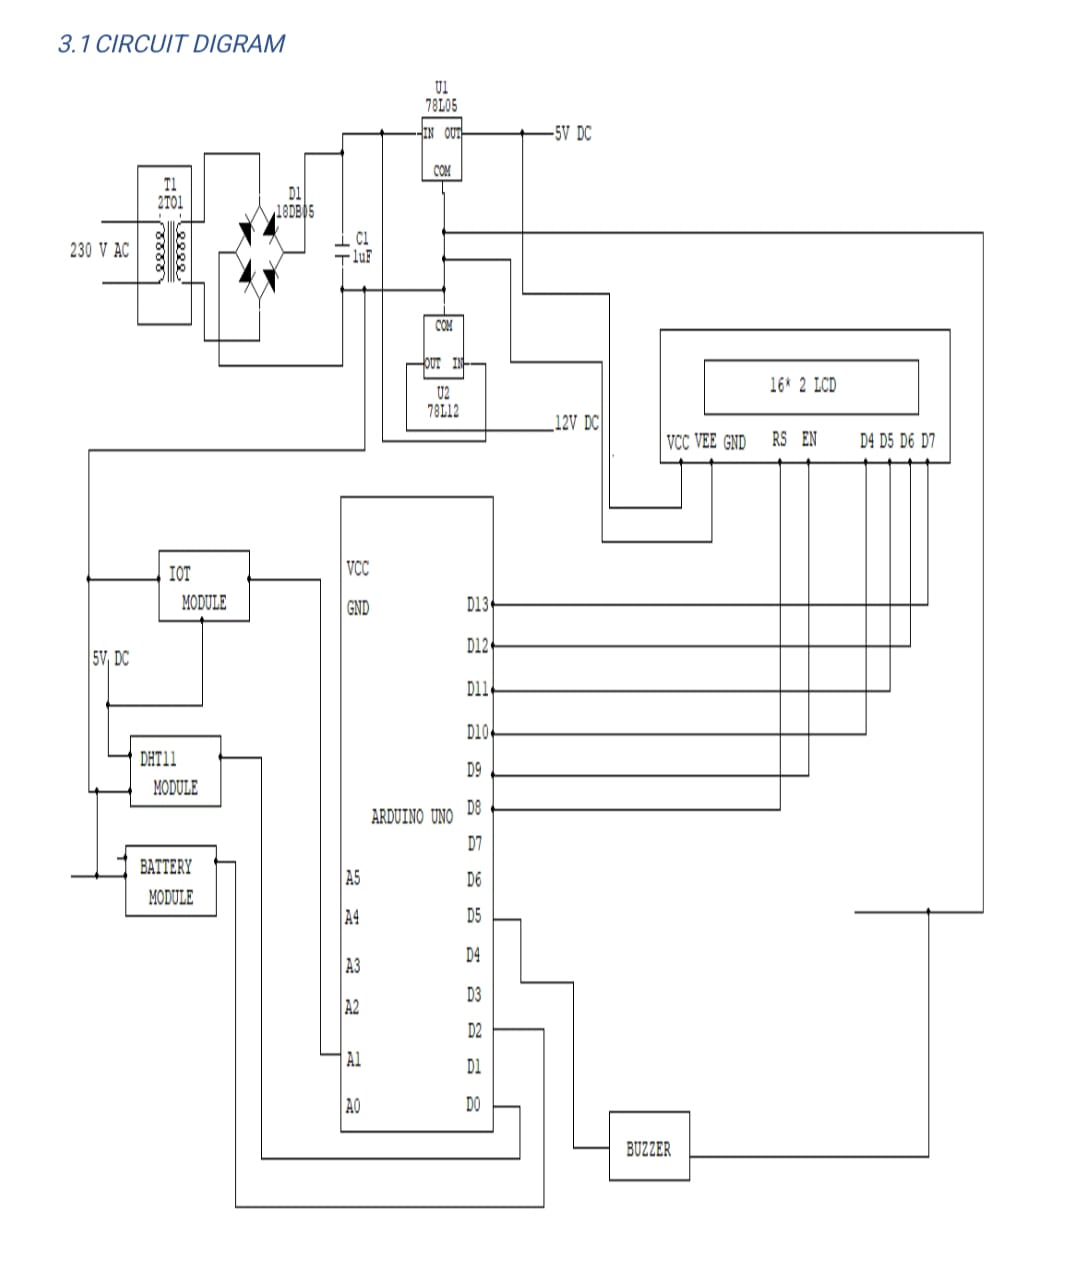 3.1 CIRCUIT DIGRAM
U1
78L05
IN OUT
COM
5V DC
T1
2TO1
230 V AC
D1
18DB05
C1
1uF
COM
OUT IN
U2
78L12
12V DC
16* 2 LCD
VCC VEE GND RS EN D4 D5 D6 D7
IOT
MODULE
5V DC
DHT11
MODULE
BATTERY
MODULE
VCC
GND
ARDUINO UNO
A5
A4
A3
A2
A1
A0
D13
D12
D11
D10
D9
D8
D7
D6
D5
D4
D3
D2
D1
D0
BUZZER